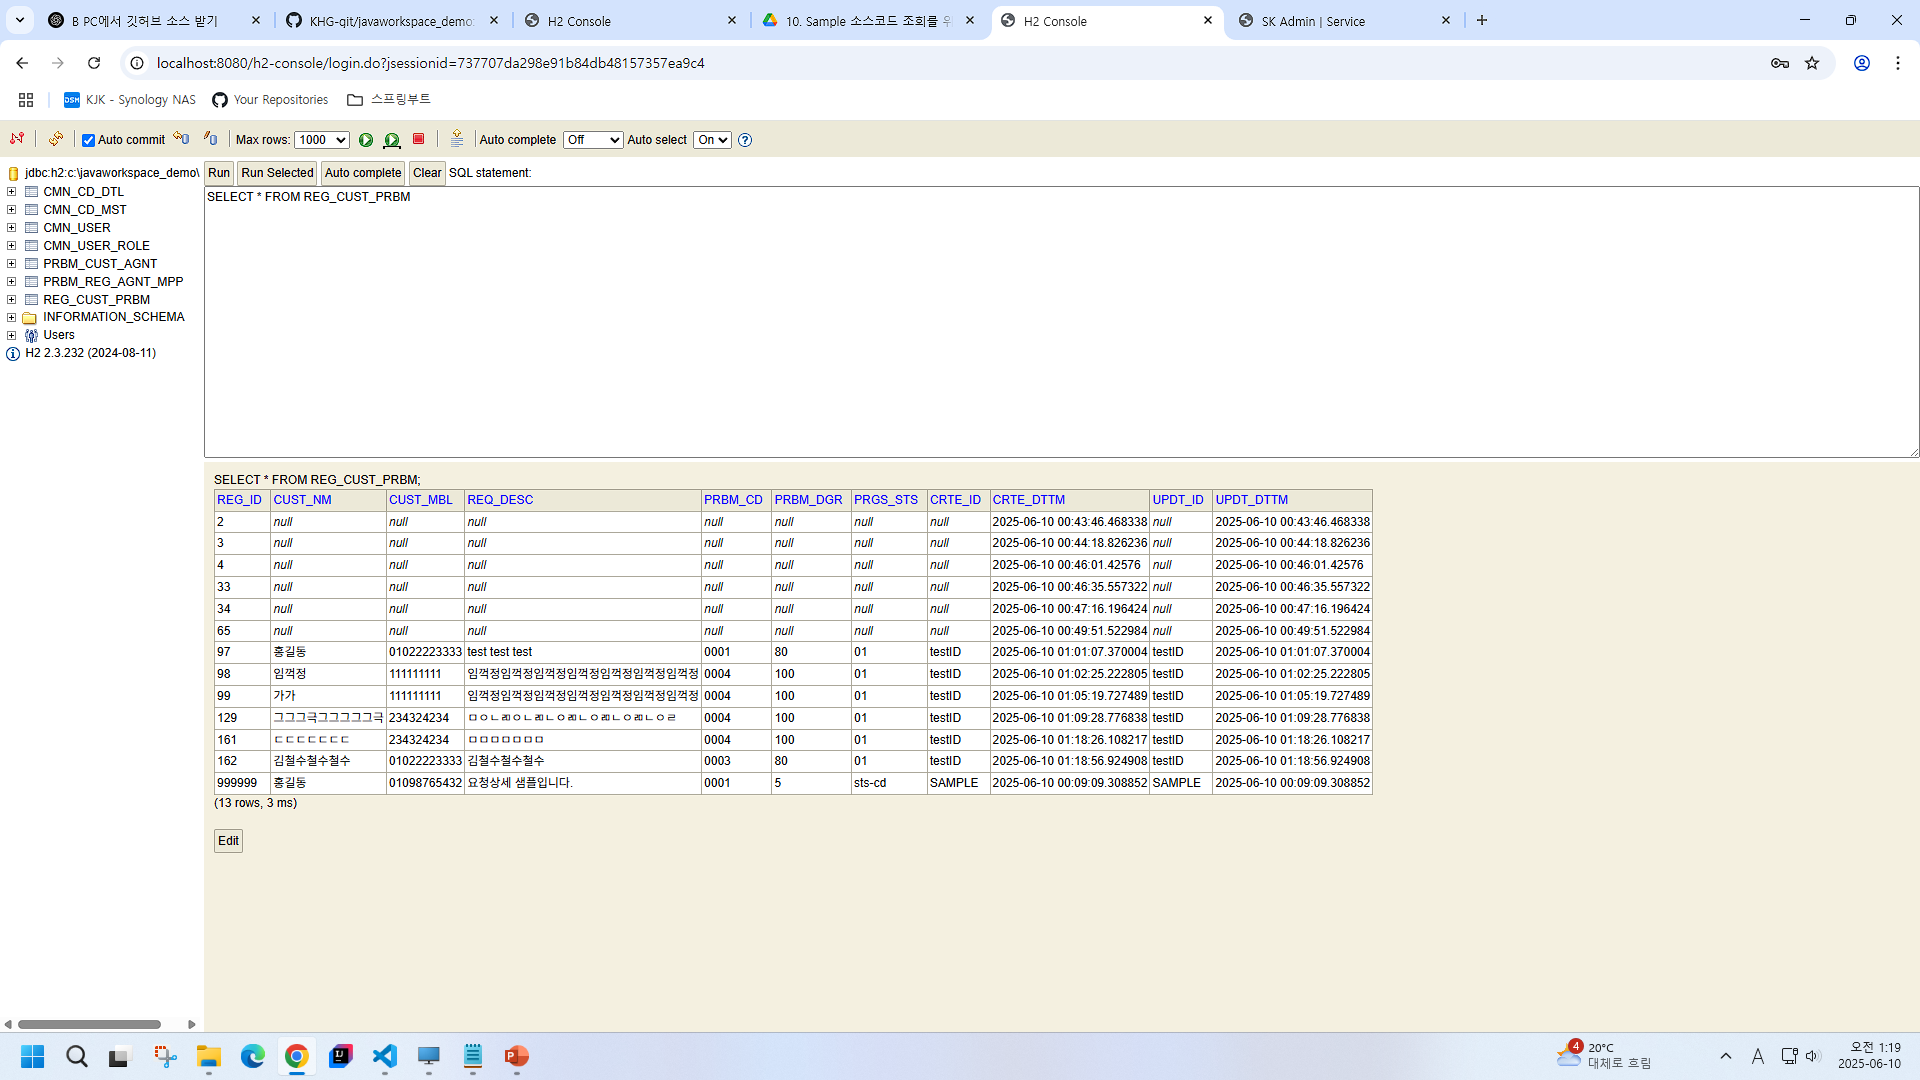 B PC에서 깃허브 소스 받기
KHG-git/javaworkspace_demo
H2 Console
10. Sample 소스코드 조회를 위
H2 Console
SK Admin | Service
localhost:8080/h2-console/login.do?jsessionid=737707da298e91b84db48157357ea9c4
KJK - Synology NAS
Your Repositories
스프링부트
Auto commit
Max rows: 1000
Auto complete Off
Auto select On
jdbc:h2:c:\javaworkspace_demo\
CMN_CD_DTL
CMN_CD_MST
CMN_USER
CMN_USER_ROLE
PRBM_CUST_AGNT
PRBM_REG_AGNT_MPP
REG_CUST_PRBM
INFORMATION_SCHEMA
Users
H2 2.3.232 (2024-08-11)
Run Run Selected Auto complete Clear SQL statement:
SELECT * FROM REG_CUST_PRBM
SELECT * FROM REG_CUST_PRBM;
REG_ID CUST_NM CUST_MBL REQ_DESC PRBM_CD PRBM_DGR PRGS_STS CRTE_ID CRTE_DTTM UPDT_ID UPDT_DTTM
2 null null null null null null null 2025-06-10 00:43:46.468338 null 2025-06-10 00:43:46.468338
3 null null null null null null null 2025-06-10 00:44:18.826236 null 2025-06-10 00:44:18.826236
4 null null null null null null null 2025-06-10 00:46:01.42576 null 2025-06-10 00:46:01.42576
33 null null null null null null null 2025-06-10 00:46:35.557322 null 2025-06-10 00:46:35.557322
34 null null null null null null null 2025-06-10 00:47:16.196424 null 2025-06-10 00:47:16.196424
65 null null null null null null null 2025-06-10 00:49:51.522984 null 2025-06-10 00:49:51.522984
97 홍길동 01022223333 test test test 0001 80 01 testID 2025-06-10 01:01:07.370004 testID 2025-06-10 01:01:07.370004
98 임꺽정 111111111 임꺽정임꺽정임꺽정임꺽정임꺽정임꺽정임꺽정 0004 100 01 testID 2025-06-10 01:02:25.222805 testID 2025-06-10 01:02:25.222805
99 가가 111111111 임꺽정임꺽정임꺽정임꺽정임꺽정임꺽정임꺽정 0004 100 01 testID 2025-06-10 01:05:19.727489 testID 2025-06-10 01:05:19.727489
129 그그그극그그그그그극 234324234 0004 100 01 testID 2025-06-10 01:09:28.776838 testID 2025-06-10 01:09:28.776838
161 ㄷㄷㄷㄷㄷㄷㄷ 234324234 ㅁㅁㅁㅁㅁㅁㅁ 0004 100 01 testID 2025-06-10 01:18:26.108217 testID 2025-06-10 01:18:26.108217
162 김철수철수철수 01022223333 김철수철수철수 0003 80 01 testID 2025-06-10 01:18:56.924908 testID 2025-06-10 01:18:56.924908
999999 홍길동 01098765432 요청상세 샘플입니다. 0001 5 sts-cd SAMPLE 2025-06-10 00:09:09.308852 SAMPLE 2025-06-10 00:09:09.308852
(13 rows, 3 ms)
Edit
4
20°C
대체로 흐림
A
오전 1:19
2025-06-10